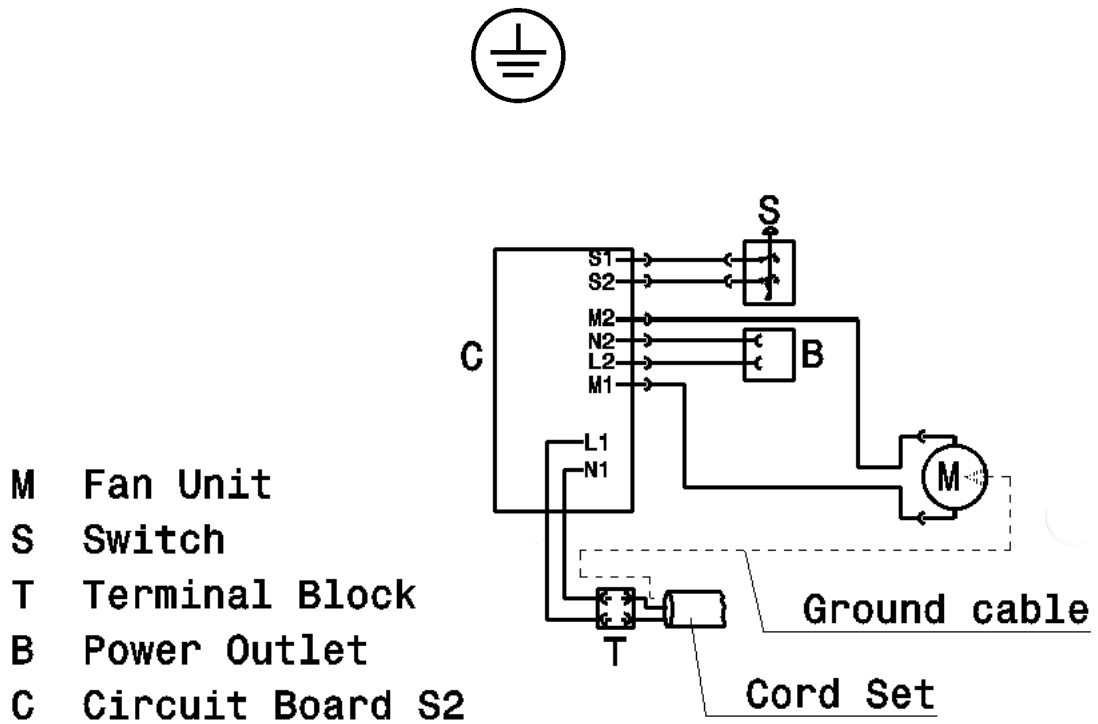 S
S1
S2
M2
N2
L2
M1
C
B
L1
N1
M
M Fan Unit
S Switch
T Terminal Block
B Power Outlet
C Circuit Board S2
T
Ground cable
Cord Set